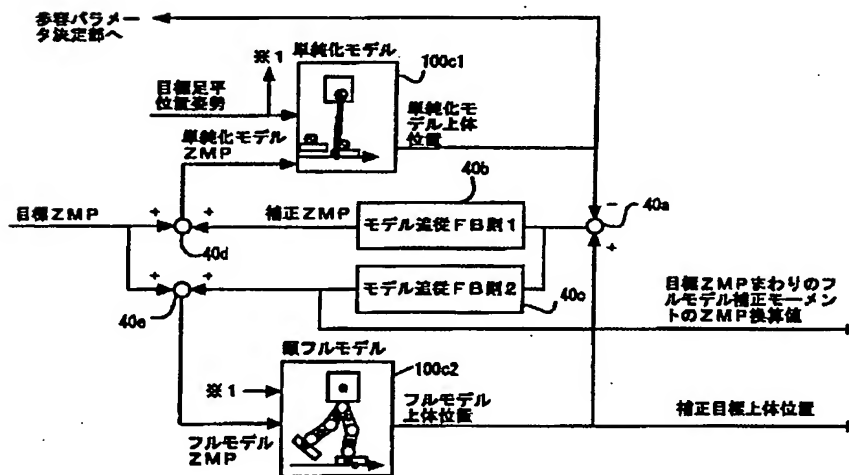 歩容パラメー
タ決定部へ
※1
単純化モデル
100c1
目標足平
位置姿勢
単純化モ
デル上体
位置
単純化モデル
ZMP
40b
目標ZMP
+
+
補正ZMP
モデル追従FB則1
-
40a
+
40d
モデル追従FB則2
目標ZMPまわりのフ
ルモデル補正モーメン
トのZMP換算値
+
+
40e
40c
類フルモデル
100c2
※1
フルモデル
上体位置
補正目標上体位置
フルモデル
ZMP